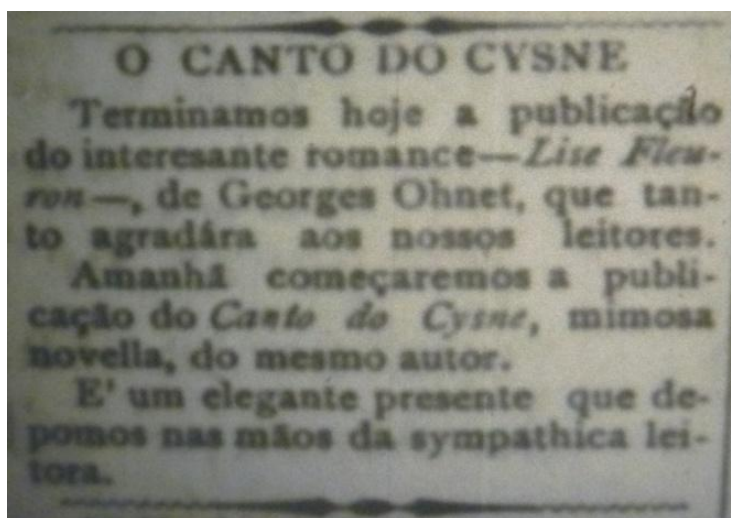 O CANTO DO CYSNE
Terminamos hoje a publicação
do interesante romance—Lise Fleu-
ron—, de Georges Ohnet, que tan-
to agradára aos nossos leitores.
Amanhã começaremos a publi-
cação do Canto do Cysne, mimosa
novella, do mesmo autor.
E' um elegante presente que de-
pomos nas mãos da sympathica lei-
tora.